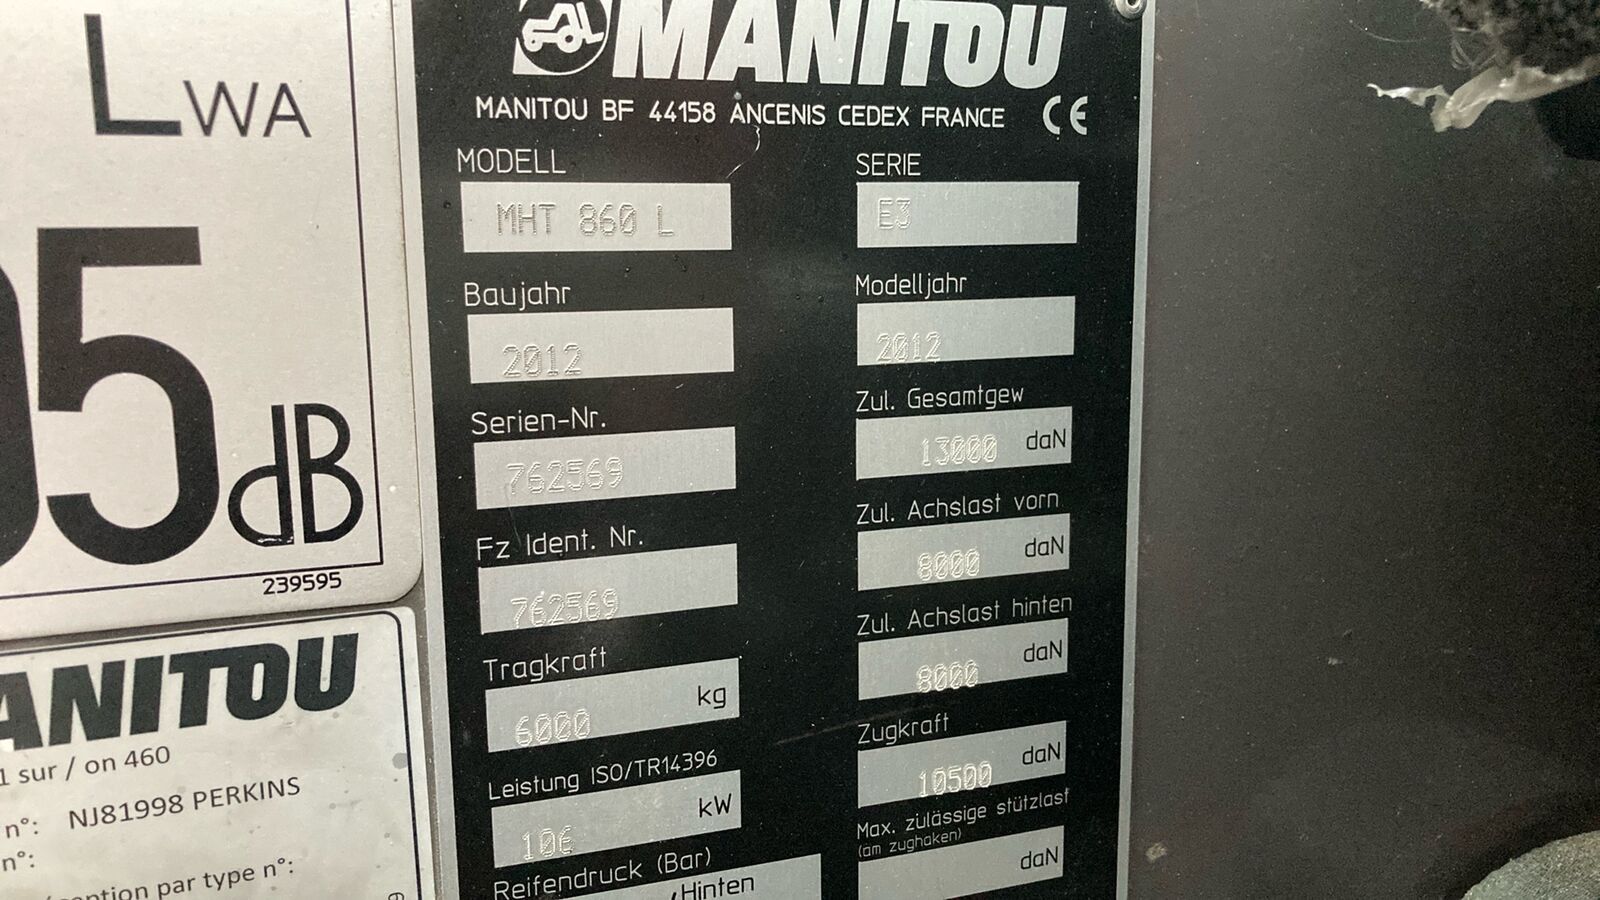 LWA
05
dB
239595
MANITOU
1 sur / on 460
n°: NJ81998 PERKINS
n°:
par type n°:
MANITOU
MANITOU BF 44158 ANCENIS CEDEX FRANCE CE
MODELL
MHT 860 L
Baujahr
2012
Serien-Nr.
762569
Fz Ident. Nr.
762569
Tragkraft
6000 kg
Leistung ISO/TR14396
106 kW
Reifendruck (Bar)
/Hinten
SERIE
E3
Modelljahr
2012
Zul. Gesamtgew
13000 daN
Zul. Achslast vorn
8000 daN
Zul. Achslast hinten
8000 daN
Zugkraft
10500 daN
Max. zulässige stützlast
(am zughaken)
daN